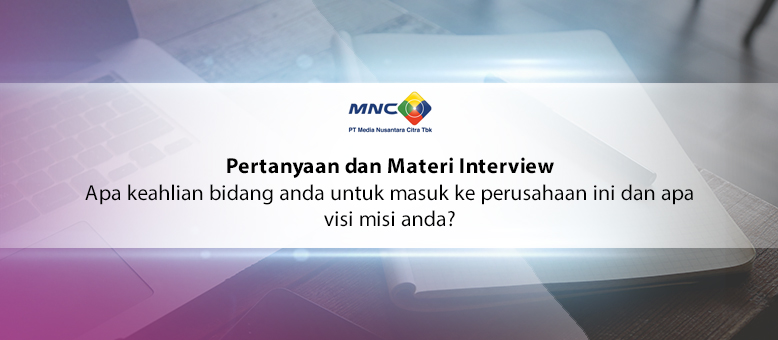 MNC
PT Media Nusantara Citra Tbk
Pertanyaan dan Materi Interview
Apa keahlian bidang anda untuk masuk ke perusahaan ini dan apa
visi misi anda?